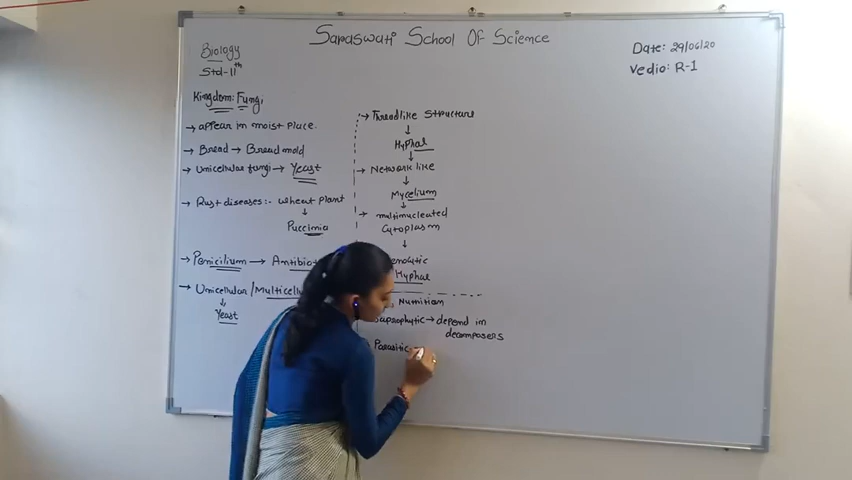 Saraswati School Of Science
Date: 29/06/20
Vedio: R-1
Biology
Std-11th
Kingdom: Fungi
→ appear in moist place.
→ Bread → Bread mold
→ Unicellular fungi → Yeast
→ Rust diseases:- wheat plant
↓
Puccinia
→ Penicilium → Antibiot
→ Unicellular / Multicell
↓
Yeast
→ Threadlike structure
↓
Hyphae
↓
→ Network like
↓
Mycelium
↓
→ multinucleated
Cytoplasm
↓
enocytic
Hyphae
Nutrition
Saprophytic → depend in
decomposers
Parasitic